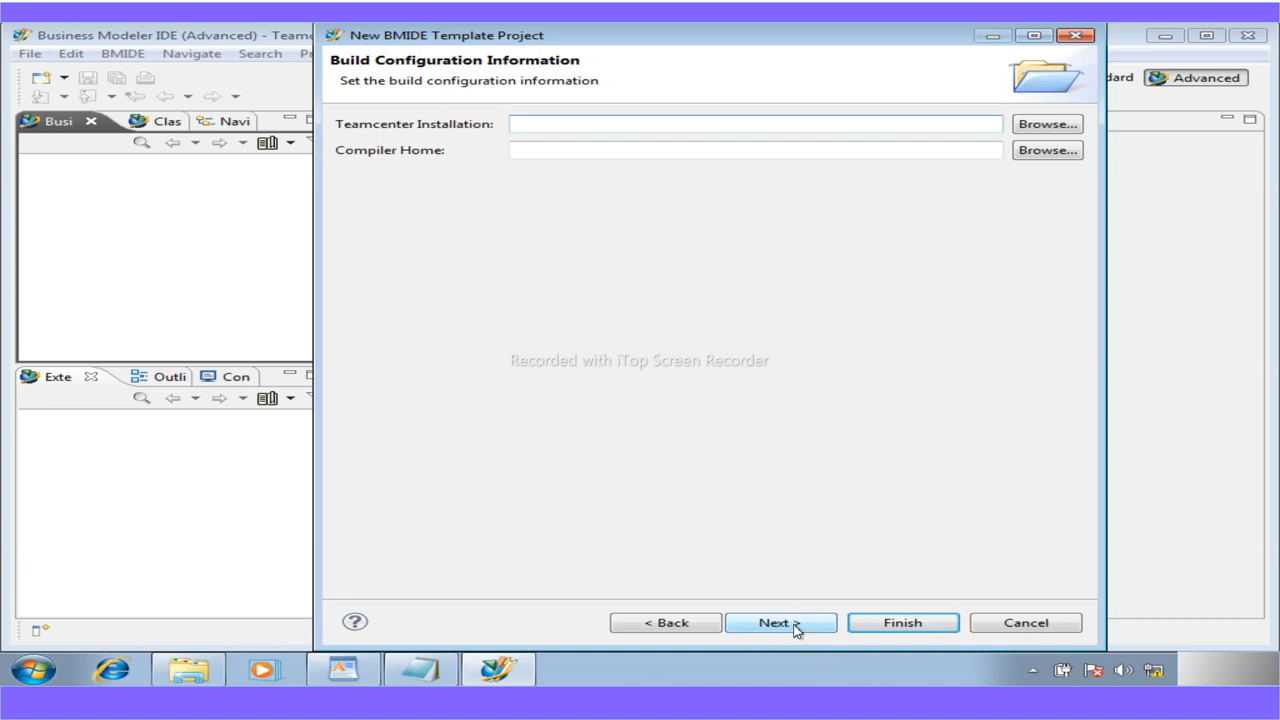 Business Modeler IDE (Advanced) - Teamc
File Edit BMIDE Navigate Search Pr
Busi Clas Navi
Exte Outli Con
New BMIDE Template Project
Build Configuration Information
Set the build configuration information
Teamcenter Installation: Browse...
Compiler Home: Browse...
Recorded with iTop Screen Recorder
< Back Next > Finish Cancel
dard Advanced